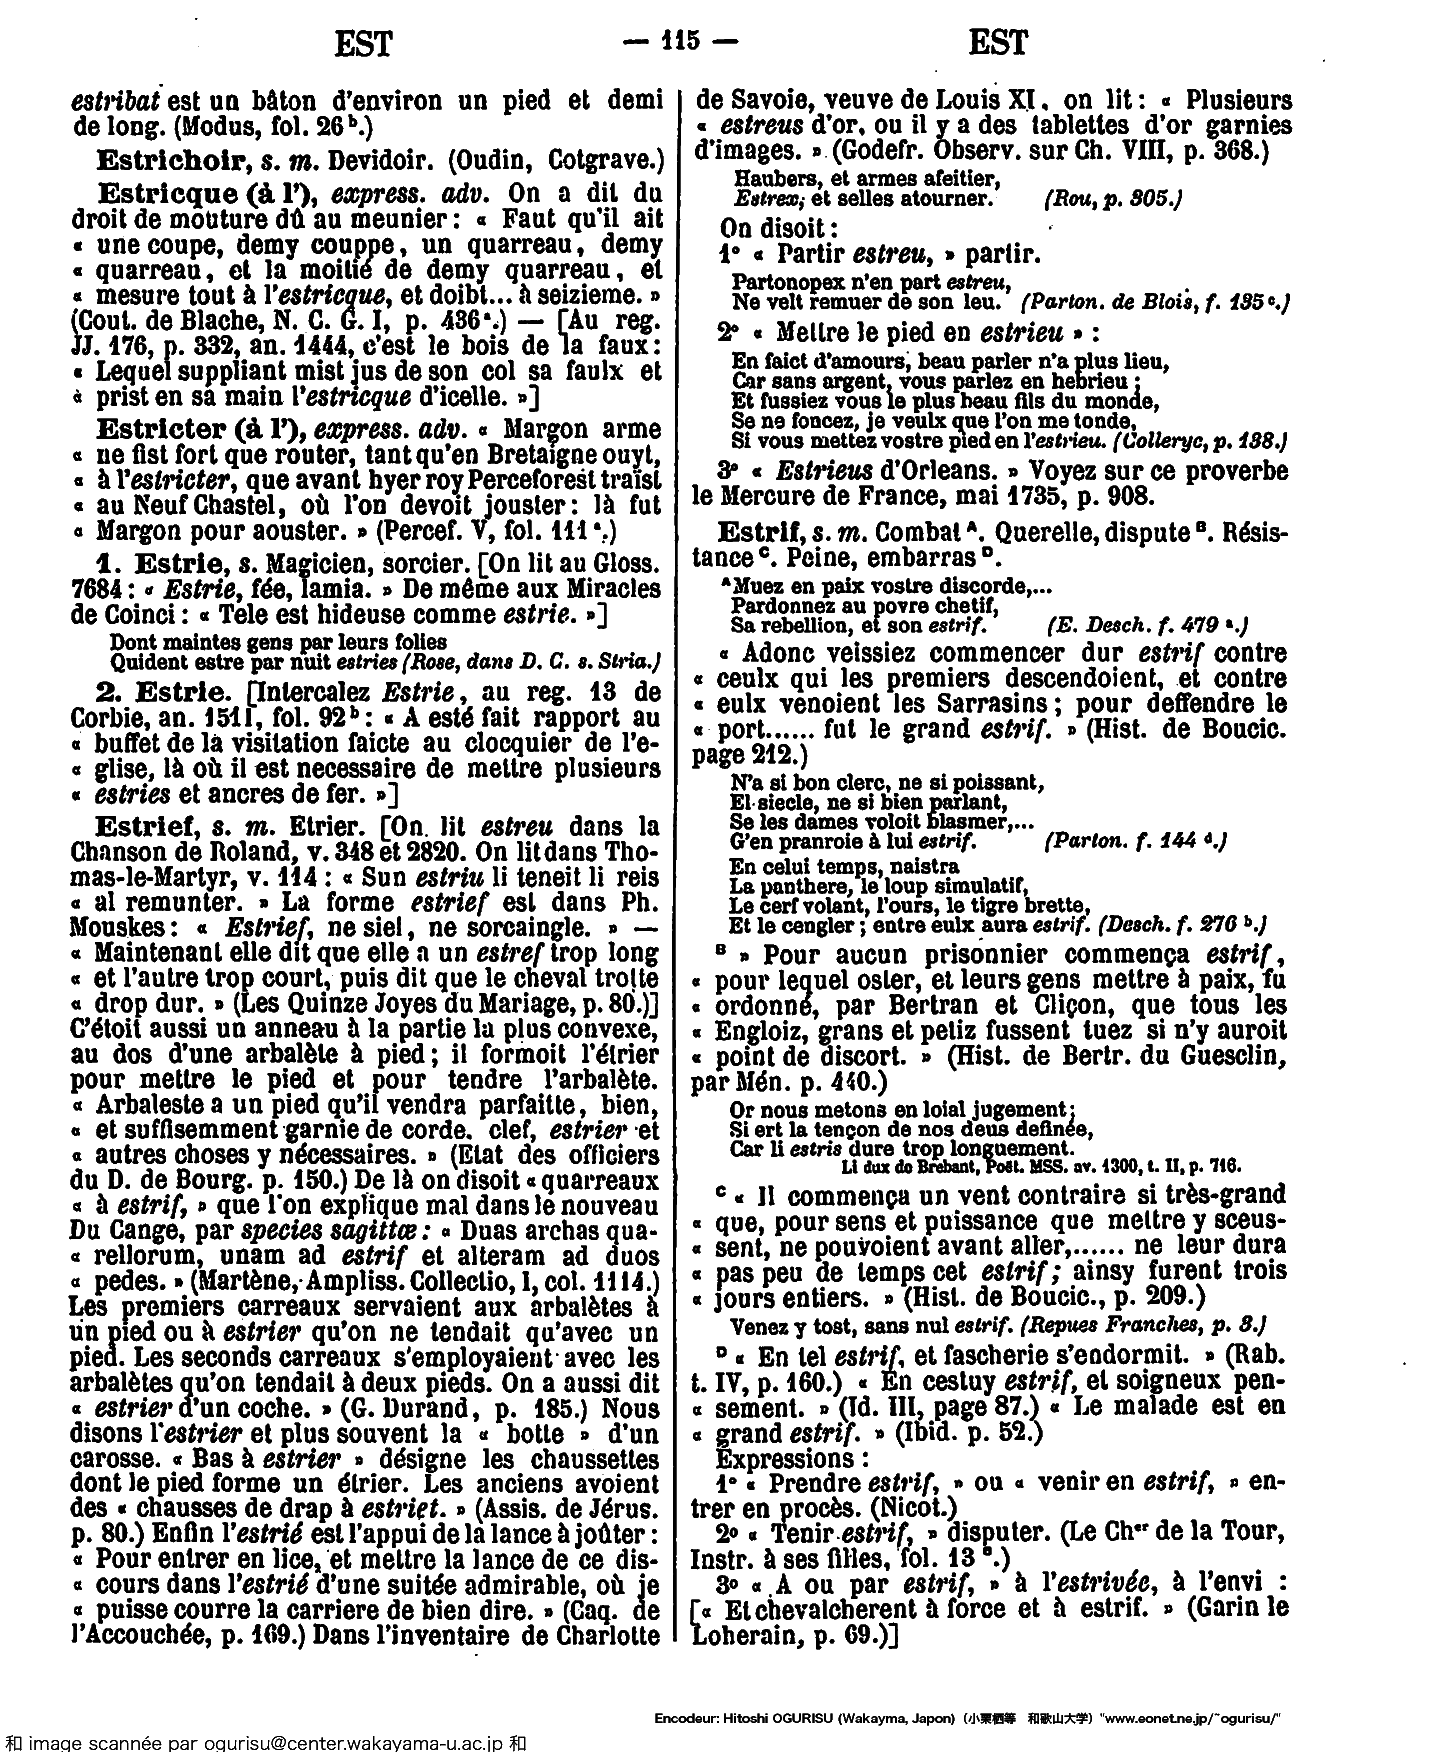 EST — 115 — EST
estribat est un bâton d'environ un pied et demi
de long. (Modus, fol. 26 b.)
Estrichoir, s. m. Devidoir. (Oudin, Cotgrave.)
Estricque (à l'), express. adv. On a dit du
droit de mouture dû au meunier : « Faut qu'il ait
« une coupe, demy couppe, un quarreau, demy
« quarreau, et la moitié de demy quarreau, et
« mesure tout à l'estricque, et doibt... à seizieme. »
(Cout. de Blache, N. C. G. I, p. 436 a.) — [Au reg.
JJ. 176, p. 332, an. 1444, c'est le bois de la faux :
« Lequel suppliant mist jus de son col sa faulx et
« prist en sa main l'estricque d'icelle. »]
Estricter (à l'), express. adv. « Margon arme
« ne fist fort que router, tant qu'en Bretaigne ouyt,
« à l'estricter, que avant hyer roy Perceforest traist
« au Neuf Chastel, où l'on devoit jouster : là fut
« Margon pour aouster. » (Percef. V, fol. 111 a.)
1. Estrie, s. Magicien, sorcier. [On lit au Gloss.
7684 : « Estrie, fée, lamia. » De même aux Miracles
de Coinci : « Tele est hideuse comme estrie. »]
Dont maintes gens par leurs folies
Quident estre par nuit estries (Rose, dans D. C. s. Stria.)
2. Estrie. [Intercalez Estrie, au reg. 13 de
Corbie, an. 1511, fol. 92 b : « A esté fait rapport au
« buffet de la visitation faicte au clocquier de l'e-
« glise, là où il est necessaire de mettre plusieurs
« estries et ancres de fer. »]
Estrief, s. m. Etrier. [On lit estreu dans la
Chanson de Roland, v. 348 et 2820. On lit dans Tho-
mas-le-Martyr, v. 114 : « Sun estriu li teneit li reis
« al remunter. » La forme estrief est dans Ph.
Mouskes : « Estrief, ne siel, ne sorcaingle. » —
« Maintenant elle dit que elle a un estref trop long
« et l'autre trop court, puis dit que le cheval trotte
« drop dur. » (Les Quinze Joyes du Mariage, p. 80.)]
C'étoit aussi un anneau à la partie la plus convexe,
au dos d'une arbalète à pied ; il formoit l'étrier
pour mettre le pied et pour tendre l'arbalète.
« Arbaleste a un pied qu'il vendra parfaitte, bien,
« et suffisemment garnie de corde, clef, estrier et
« autres choses y nécessaires. » (Etat des officiers
du D. de Bourg. p. 150.) De là on disoit « quarreaux
« à estrif, » que l'on explique mal dans le nouveau
Du Cange, par species sagittæ : « Duas archas qua-
« rellorum, unam ad estrif et alteram ad duos
« pedes. » (Martène, Ampliss. Collectio, I, col. 1114.)
Les premiers carreaux servaient aux arbalètes à
un pied ou à estrier qu'on ne tendait qu'avec un
pied. Les seconds carreaux s'employaient avec les
arbalètes qu'on tendait à deux pieds. On a aussi dit
« estrier d'un coche. » (G. Durand, p. 185.) Nous
disons l'estrier et plus souvent la « botte » d'un
carosse. « Bas à estrier » désigne les chaussettes
dont le pied forme un étrier. Les anciens avoient
des « chausses de drap à estriet. » (Assis. de Jérus.
p. 80.) Enfin l'estrié est l'appui de la lance à joûter :
« Pour entrer en lice, et mettre la lance de ce dis-
« cours dans l'estrié d'une suitée admirable, où je
« puisse courre la carriere de bien dire. » (Caq. de
l'Accouchée, p. 169.) Dans l'inventaire de Charlotte
de Savoie, veuve de Louis XI, on lit : « Plusieurs
« estreus d'or, ou il y a des tablettes d'or garnies
d'images. » (Godefr. Observ. sur Ch. VIII, p. 368.)
Haubers, et armes afeitier,
Estrex; et selles atourner. (Rou, p. 305.)
On disoit :
1° « Partir estreu, » partir.
Partonopex n'en part estreu,
Ne velt remuer de son leu. (Parton. de Blois, f. 135 c.)
2° « Mettre le pied en estrieu » :
En faict d'amours, beau parler n'a plus lieu,
Car sans argent, vous parlez en hebrieu ;
Et fussiez vous le plus beau fils du monde,
Se ne foncez, je veulx que l'on me tonde,
Si vous mettez vostre pied en l'estrieu. (Collerye, p. 138.)
3° « Estrieus d'Orleans. » Voyez sur ce proverbe
le Mercure de France, mai 1735, p. 908.
Estrif, s. m. Combat A. Querelle, dispute B. Résis-
tance C. Peine, embarras D.
A Muez en paix vostre discorde,...
Pardonnez au povre chetif,
Sa rebellion, et son estrif. (E. Desch. f. 479 a.)
« Adonc veissiez commencer dur estrif contre
« ceulx qui les premiers descendoient, et contre
« eulx venoient les Sarrasins ; pour deffendre le
« port...... fut le grand estrif. » (Hist. de Boucic.
page 212.)
N'a si bon clerc, ne si poissant,
El siecle, ne si bien parlant,
Se les dames voloit blasmer,...
G'en pranroie à lui estrif. (Parton. f. 144 d.)
En celui temps, naistra
La panthere, le loup simulatif,
Le cerf volant, l'ours, le tigre brette,
Et le cengler ; entre eulx aura estrif. (Desch. f. 276 b.)
B » Pour aucun prisonnier commença estrif,
« pour lequel oster, et leurs gens mettre à paix, fu
« ordonné, par Bertran et Cliçon, que tous les
« Engloiz, grans et petiz fussent tuez si n'y auroit
« point de discort. » (Hist. de Bertr. du Guesclin,
par Mén. p. 440.)
Or nous metons en loial jugement ;
Si ert la tençon de nos deus definée,
Car li estris dure trop longuement.
Li dux de Brebant, Poët. MSS. av. 1300, t. II, p. 716.
C « Il commença un vent contraire si très-grand
« que, pour sens et puissance que mettre y sceus-
« sent, ne pouvoient avant aller,...... ne leur dura
« pas peu de temps cet estrif ; ainsy furent trois
« jours entiers. » (Hist. de Boucic., p. 209.)
Venez y tost, sans nul estrif. (Repues Franches, p. 8.)
D « En tel estrif, et fascherie s'endormit. » (Rab.
t. IV, p. 160.) « En cestuy estrif, et soigneux pen-
« sement. » (Id. III, page 87.) « Le malade est en
« grand estrif. » (Ibid. p. 52.)
Expressions :
1° « Prendre estrif, » ou « venir en estrif, » en-
trer en procès. (Nicot.)
2° « Tenir estrif, » disputer. (Le Cher de la Tour,
Instr. à ses filles, fol. 13 a.)
3° « A ou par estrif, » à l'estrivée, à l'envi :
[« Et chevalcherent à force et à estrif. » (Garin le
Loherain, p. 69.)]
Encodeur: Hitoshi OGURISU (Wakayma, Japon) (小栗栖等 和歌山大学) "www.eonet.ne.jp/~ogurisu/"
和 image scannée par ogurisu@center.wakayama-u.ac.jp 和